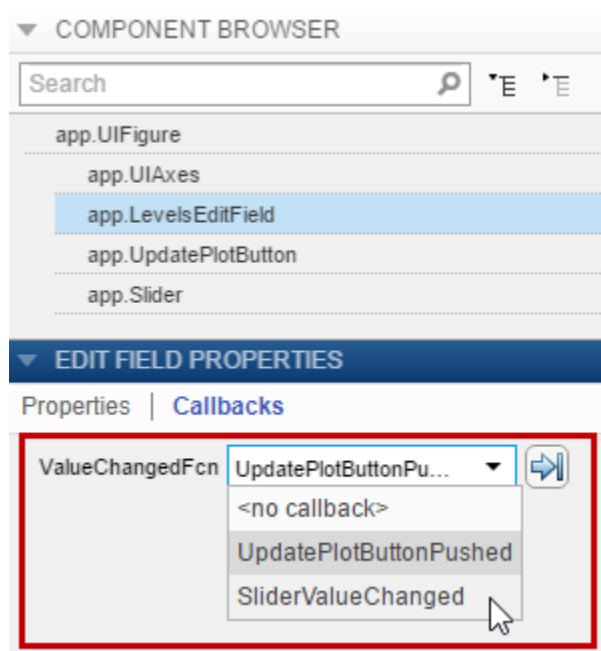 COMPONENT BROWSER
Search
app.UIFigure
app.UIAxes
app.LevelsEditField
app.UpdatePlotButton
app.Slider
EDIT FIELD PROPERTIES
Properties | Callbacks
ValueChangedFcn UpdatePlotButtonPu...
<no callback>
UpdatePlotButtonPushed
SliderValueChanged